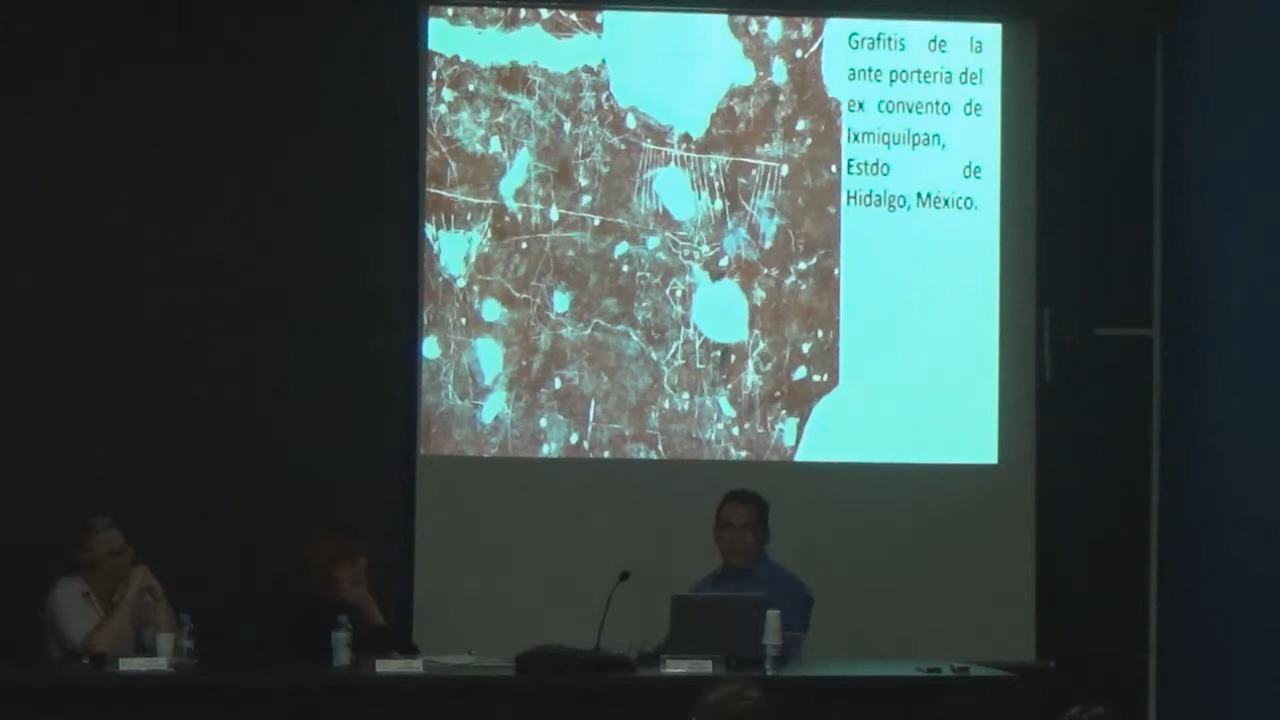 Grafitis de la
ante portería del
ex convento de
Ixmiquilpan,
Estdo de
Hidalgo, México.